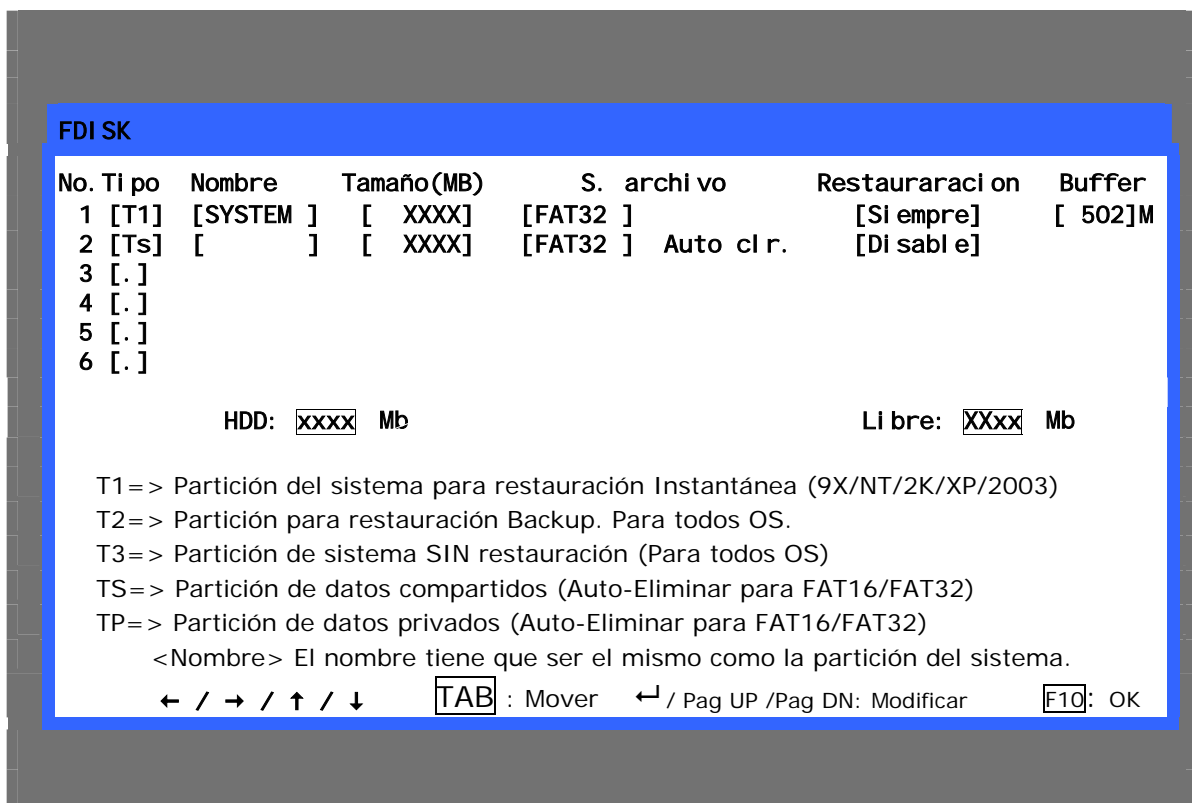 FDISK
No. Tipo Nombre Tamaño(MB) S. archivo Restauraracion Buffer
1 [T1] [SYSTEM ] [ XXXX] [FAT32 ] [Siempre] [ 502]M
2 [Ts] [ ] [ XXXX] [FAT32 ] Auto clr. [Disable]
3 [.]
4 [.]
5 [.]
6 [.]
HDD: xxxx Mb Libre: XXxx Mb
T1=> Partición del sistema para restauración Instantánea (9X/NT/2K/XP/2003)
T2=> Partición para restauración Backup. Para todos OS.
T3=> Partición de sistema SIN restauración (Para todos OS)
TS=> Partición de datos compartidos (Auto-Eliminar para FAT16/FAT32)
TP=> Partición de datos privados (Auto-Eliminar para FAT16/FAT32)
<Nombre> El nombre tiene que ser el mismo como la partición del sistema.
← / → / ↑ / ↓ TAB : Mover ↵ / Pag UP /Pag DN: Modificar F10: OK